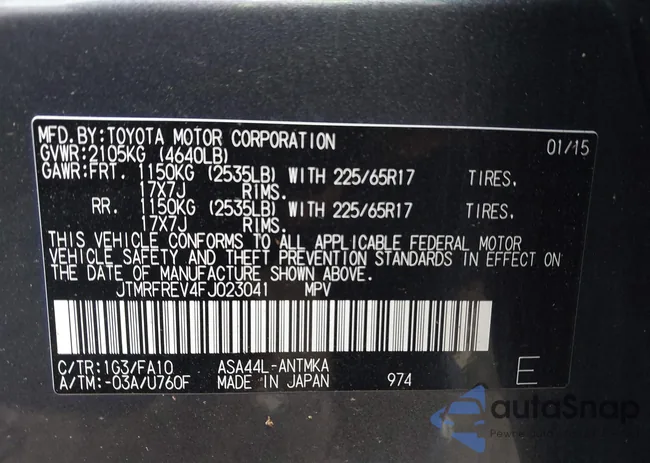 MFD.BY:TOYOTA MOTOR CORPORATION 01/15
GVWR:2105KG (4640LB)
GAWR:FRT. 1150KG (2535LB) WITH 225/65R17 TIRES.
17X7J RIMS.
RR. 1150KG (2535LB) WITH 225/65R17 TIRES.
17X7J RIMS.
THIS VEHICLE CONFORMS TO ALL APPLICABLE FEDERAL MOTOR
VEHICLE SAFETY AND THEFT PREVENTION STANDARDS IN EFFECT ON
THE DATE OF MANUFACTURE SHOWN ABOVE.
JTMRFREV4FJ023041 MPV
C/TR:1G3/FA10 ASA44L-ANTMKA
A/TM:-03A/U760F MADE IN JAPAN 974 E
autoSnap